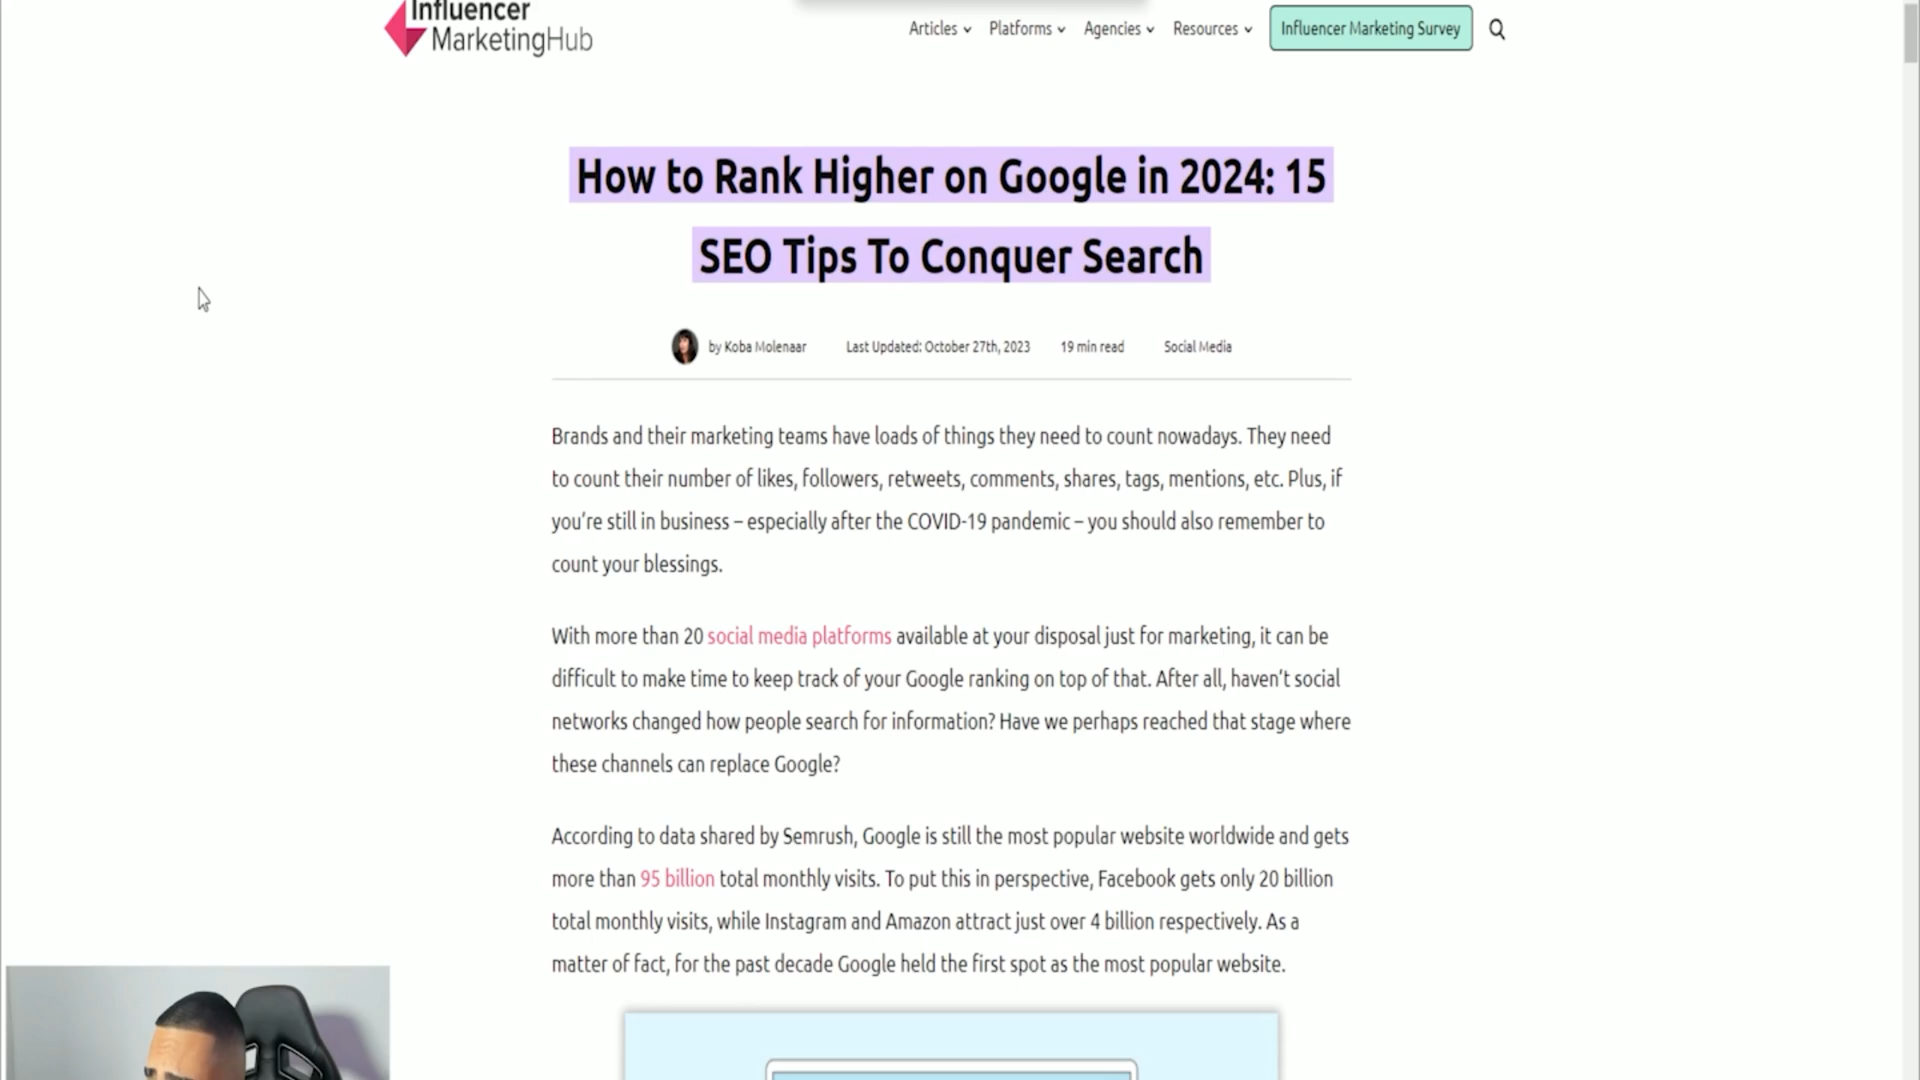 Influencer
MarketingHub
Articles
Platforms
Agencies
Resources
Influencer Marketing Survey
How to Rank Higher on Google in 2024: 15
SEO Tips To Conquer Search
by Koba Molenaar
Last Updated: October 27th, 2023
19 min read
Social Media
Brands and their marketing teams have loads of things they need to count nowadays. They need
to count their number of likes, followers, retweets, comments, shares, tags, mentions, etc. Plus, if
you're still in business – especially after the COVID-19 pandemic – you should also remember to
count your blessings.
With more than 20 social media platforms available at your disposal just for marketing, it can be
difficult to make time to keep track of your Google ranking on top of that. After all, haven't social
networks changed how people search for information? Have we perhaps reached that stage where
these channels can replace Google?
According to data shared by Semrush, Google is still the most popular website worldwide and gets
more than 95 billion total monthly visits. To put this in perspective, Facebook gets only 20 billion
total monthly visits, while Instagram and Amazon attract just over 4 billion respectively. As a
matter of fact, for the past decade Google held the first spot as the most popular website.